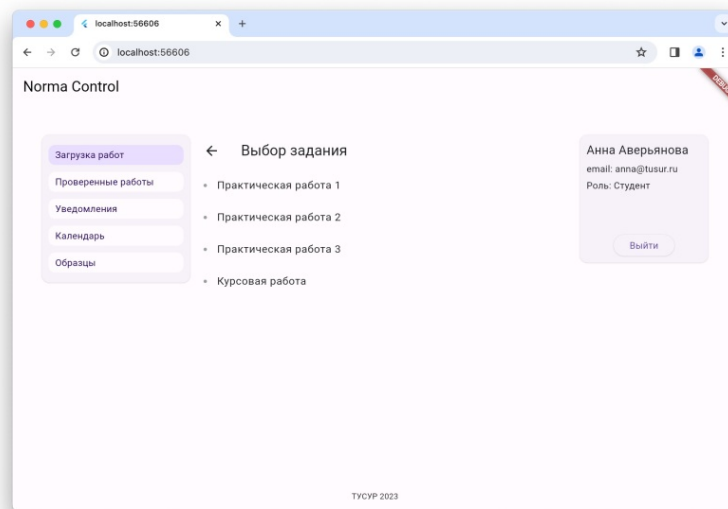 localhost:56606
localhost:56606
DEBUG
Norma Control
Загрузка работ
Проверенные работы
Уведомления
Календарь
Образцы
Выбор задания
Практическая работа 1
Практическая работа 2
Практическая работа 3
Курсовая работа
Анна Аверьянова
email: anna@tusur.ru
Роль: Студент
Выйти
ТУСУР 2023